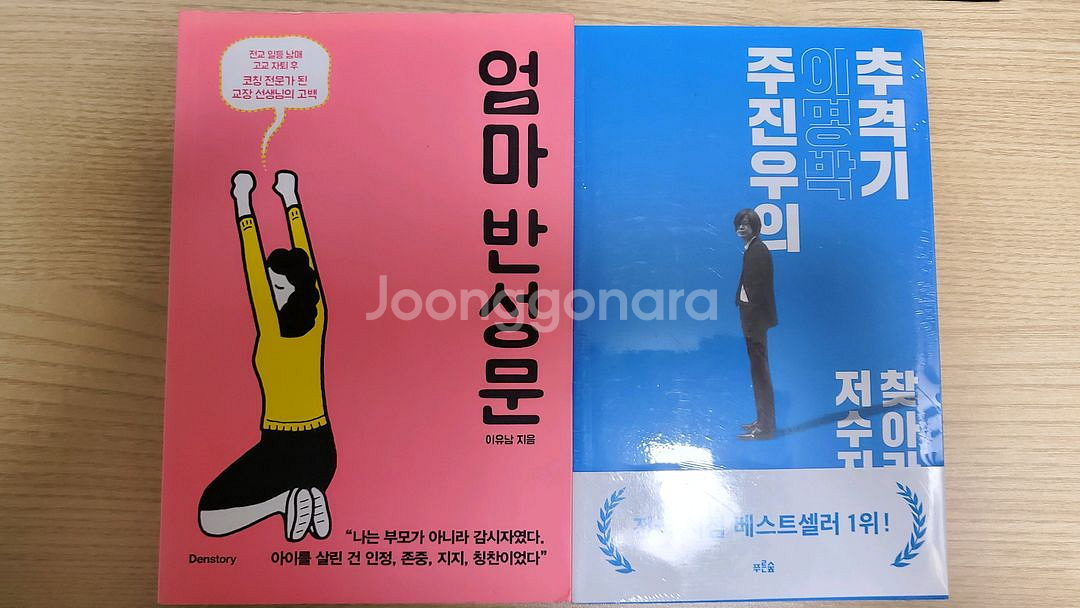 전교 일등 남매
고교 자퇴 후
코칭 전문가 된
교장 선생님의 고백
엄마 반성문
이유남 지음
“나는 부모가 아니라 감시자였다.
아이를 살린 건 인정, 존중, 지지, 칭찬이었다”
Denstory
주진우의
이명박
추격기
저수지
찾아
베스트셀러 1위!
푸른숲
Joonggonara